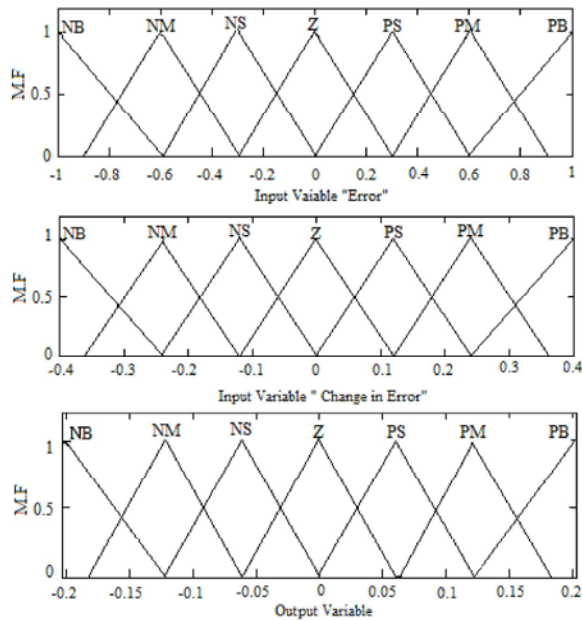 NB NM NS Z PS PM PB
1
0.5
0
M.F
-1 -0.8 -0.6 -0.4 -0.2 0 0.2 0.4 0.6 0.8 1
Input Vaiable "Error"
NB NM NS Z PS PM PB
1
0.5
0
M.F
-0.4 -0.3 -0.2 -0.1 0 0.1 0.2 0.3 0.4
Input Variable " Change in Error"
NB NM NS Z PS PM PB
1
0.5
0
M.F
-0.2 -0.15 -0.1 -0.05 0 0.05 0.1 0.15 0.2
Output Variable